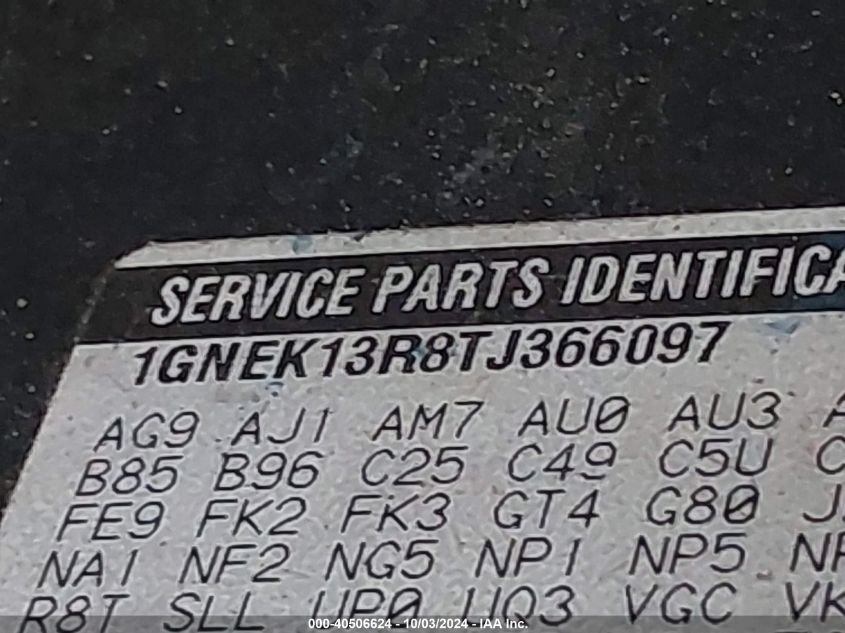 SERVICE PARTS IDENTIFICA
1GNEK13R8TJ366097
AG9 AJ1 AM7 AU0 AU3
B85 B96 C25 C49 C5U
FE9 FK2 FK3 GT4 G80
NA1 NF2 NG5 NP1 NP5
R8T SLL UP0 UQ3 VGC
000-40506624 - 10/03/2024 - IAA Inc.